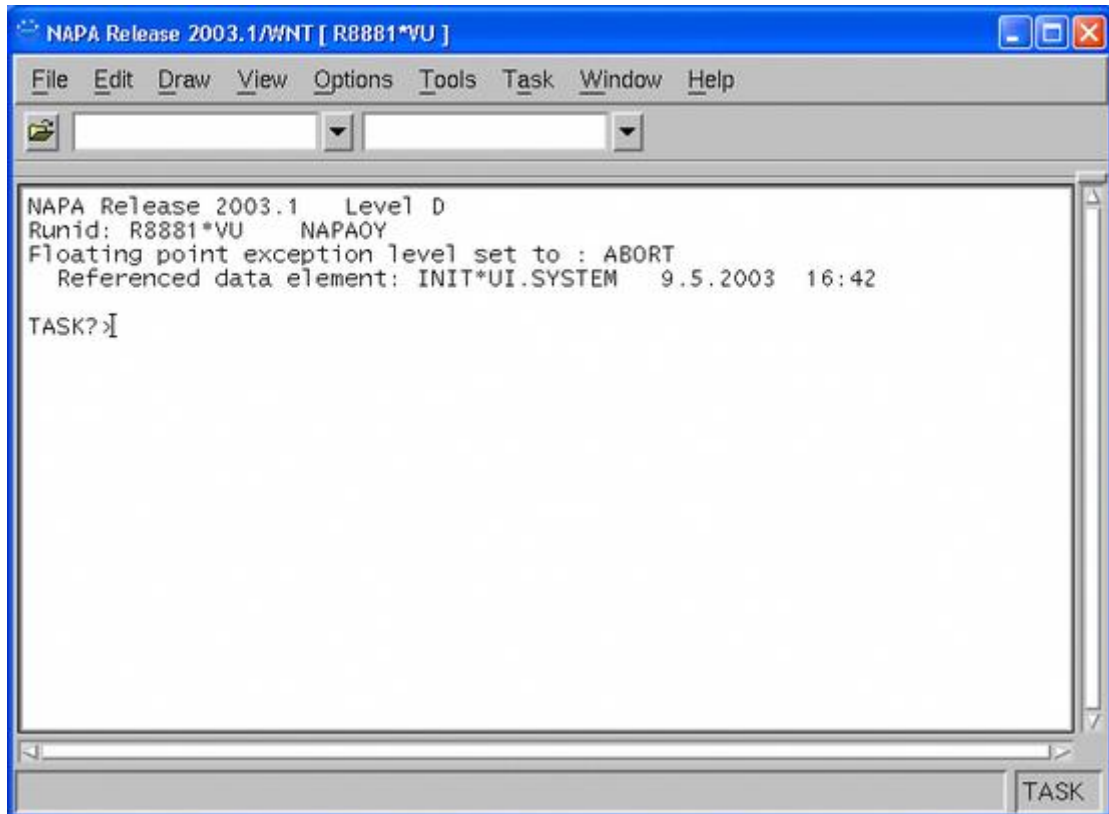 NAPA Release 2003.1/WNT [ R8881*VU ]
File Edit Draw View Options Tools Task Window Help
NAPA Release 2003.1 Level D
Runid: R8881*VU NAPAOY
Floating point exception level set to : ABORT
Referenced data element: INIT*UI.SYSTEM 9.5.2003 16:42
TASK?>
TASK